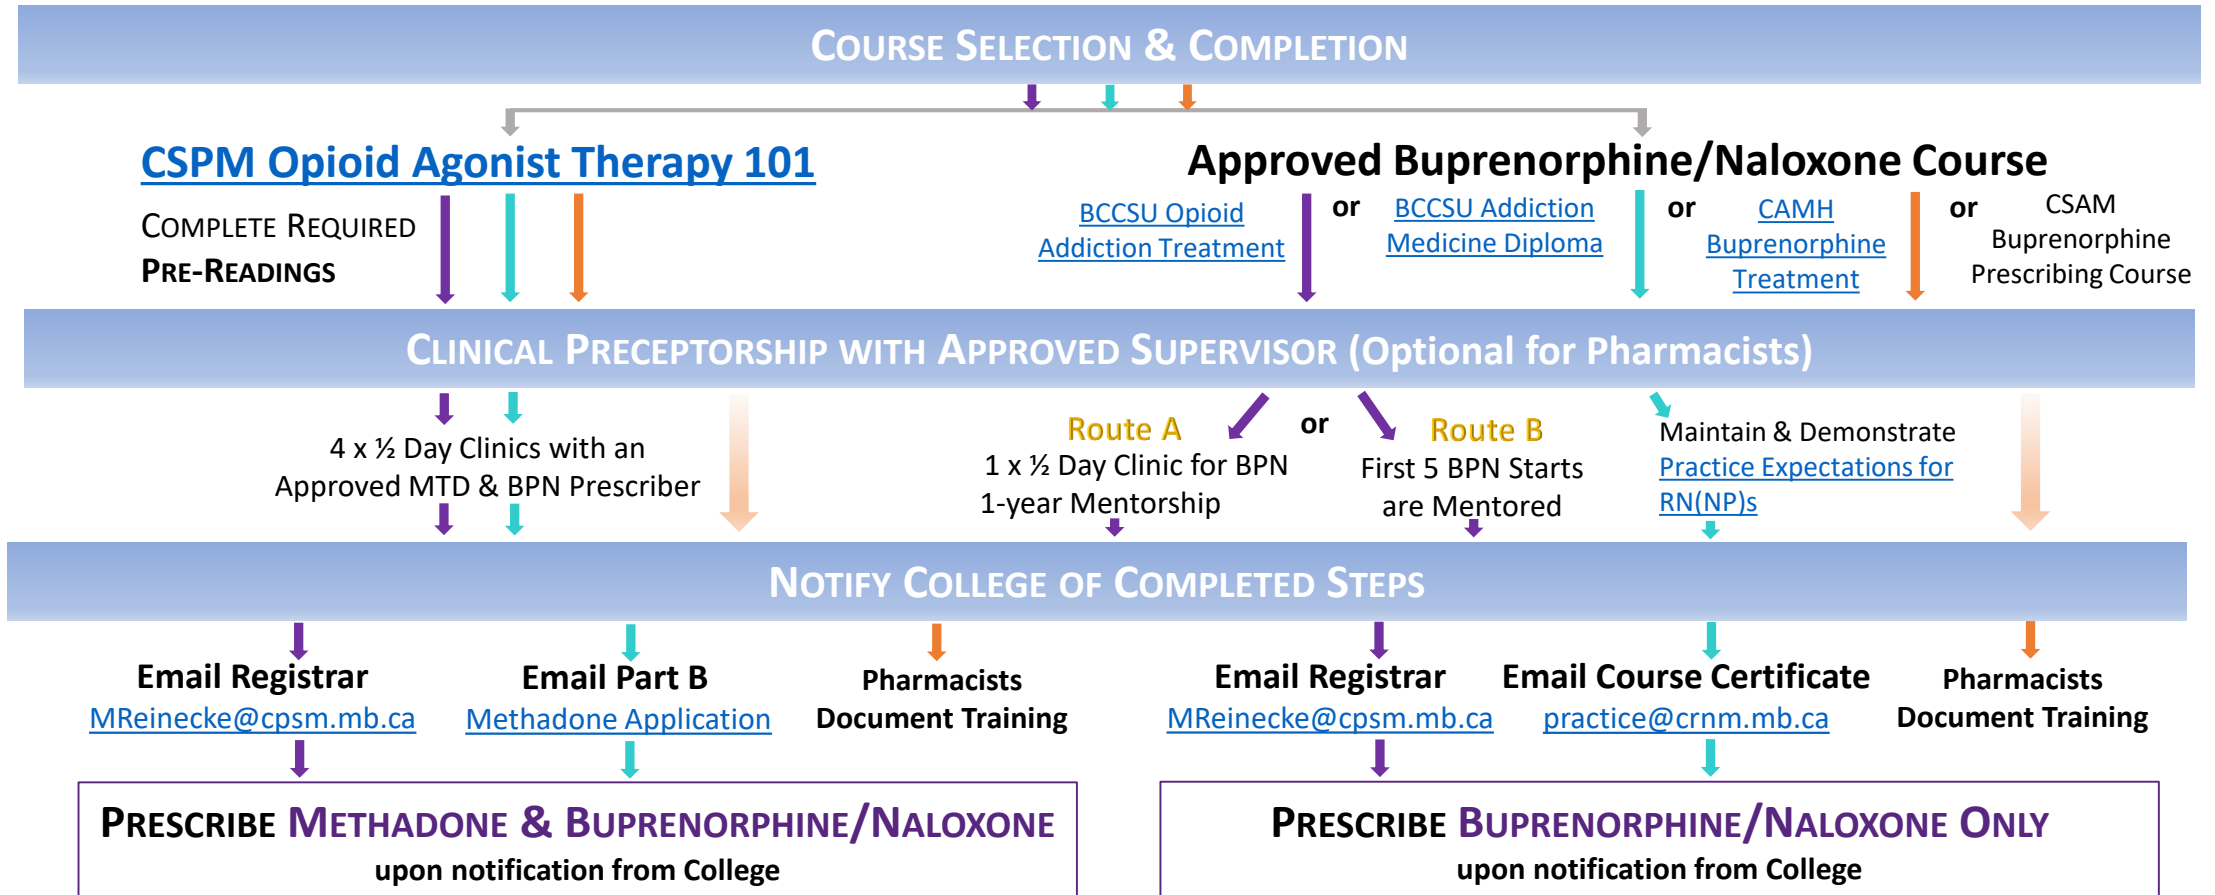 COURSE SELECTION & COMPLETION
CSPM Opioid Agonist Therapy 101
COMPLETE REQUIRED
PRE-READINGS
Approved Buprenorphine/Naloxone Course
BCCSU Opioid
Addiction Treatment
or
BCCSU Addiction
Medicine Diploma
or
CAMH
Buprenorphine
Treatment
or
CSAM
Buprenorphine
Prescribing Course
CLINICAL PRECEPTORSHIP WITH APPROVED SUPERVISOR (Optional for Pharmacists)
4 x ½ Day Clinics with an
Approved MTD & BPN Prescriber
Route A
1 x ½ Day Clinic for BPN
1-year Mentorship
or
Route B
First 5 BPN Starts
are Mentored
Maintain & Demonstrate
Practice Expectations for
RN(NP)s
NOTIFY COLLEGE OF COMPLETED STEPS
Email Registrar
MReinecke@cpsm.mb.ca
Email Part B
Methadone Application
Pharmacists
Document Training
Email Registrar
MReinecke@cpsm.mb.ca
Email Course Certificate
practice@crnm.mb.ca
Pharmacists
Document Training
PRESCRIBE METHADONE & BUPRENORPHINE/NALOXONE
upon notification from College
PRESCRIBE BUPRENORPHINE/NALOXONE ONLY
upon notification from College